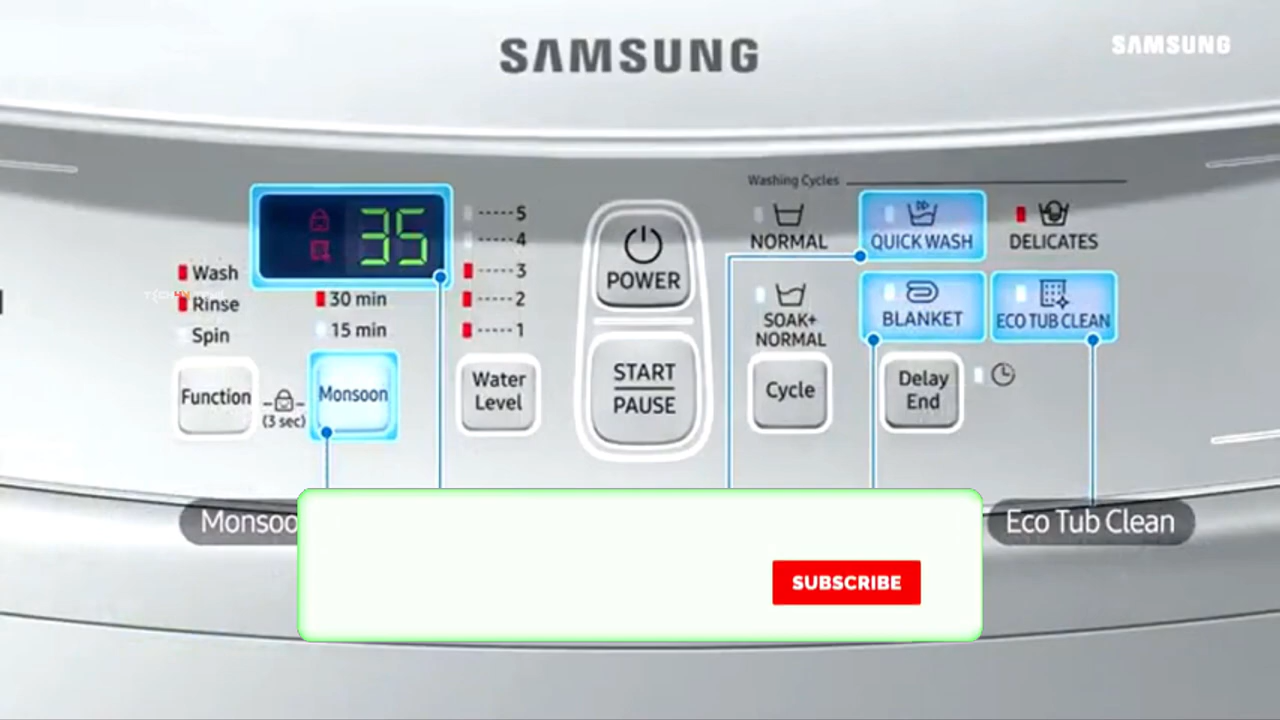 SAMSUNG
SAMSUNG
Washing Cycles
35
5
4
3
2
1
Wash
Rinse
Spin
30 min
15 min
Function
(3 sec)
Monsoon
Water
Level
POWER
START
PAUSE
NORMAL
QUICK WASH
DELICATES
SOAK+
NORMAL
BLANKET
ECO TUB CLEAN
Cycle
Delay
End
Monsoo
Eco Tub Clean
SUBSCRIBE